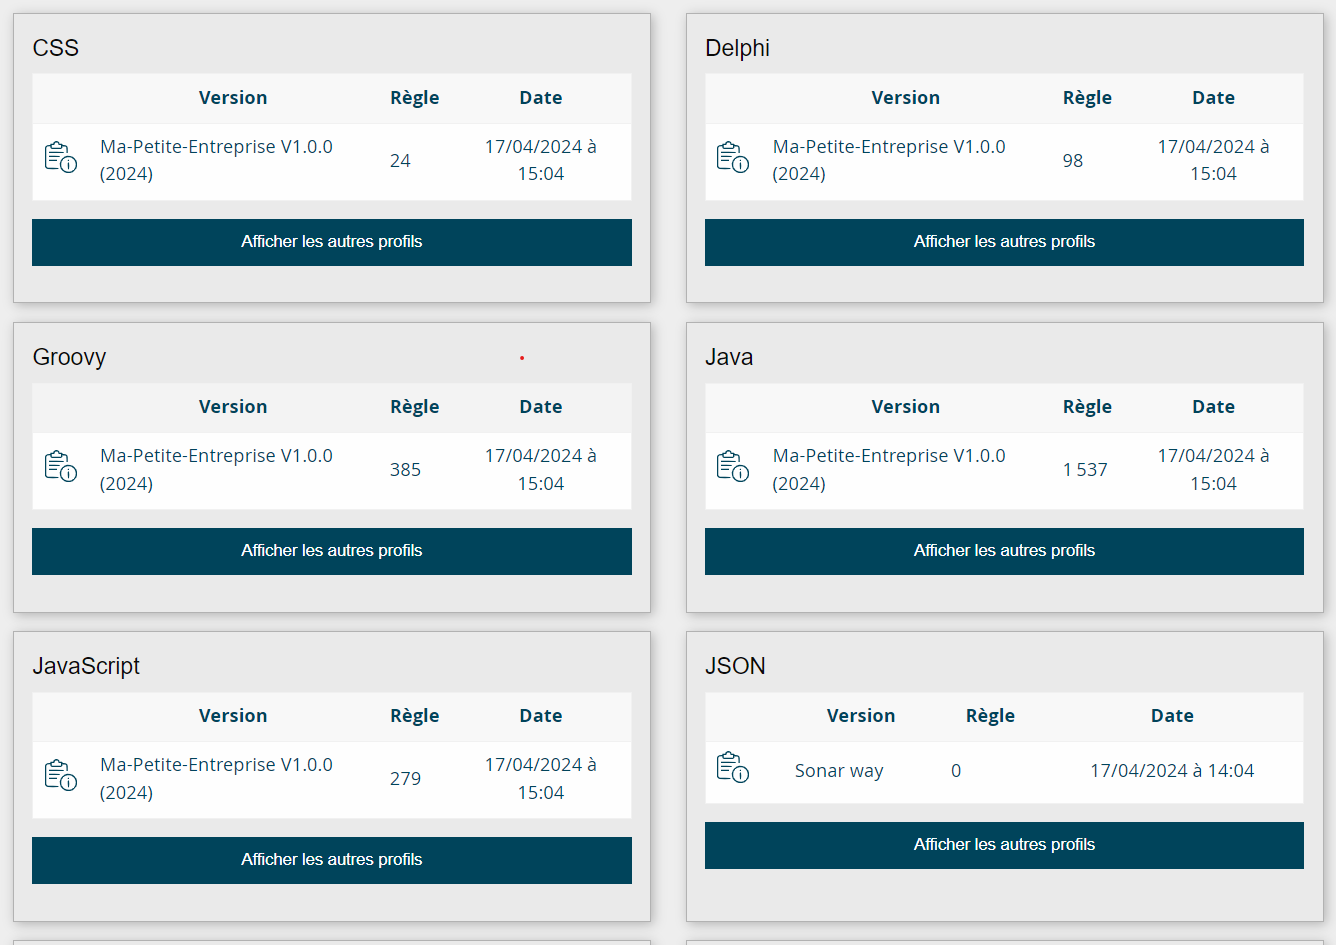 CSS
Version Règle Date
Ma-Petite-Entreprise V1.0.0
(2024)
24
17/04/2024 à
15:04
Afficher les autres profils
Delphi
Version Règle Date
Ma-Petite-Entreprise V1.0.0
(2024)
98
17/04/2024 à
15:04
Afficher les autres profils
Groovy
Version Règle Date
Ma-Petite-Entreprise V1.0.0
(2024)
385
17/04/2024 à
15:04
Afficher les autres profils
Java
Version Règle Date
Ma-Petite-Entreprise V1.0.0
(2024)
1 537
17/04/2024 à
15:04
Afficher les autres profils
JavaScript
Version Règle Date
Ma-Petite-Entreprise V1.0.0
(2024)
279
17/04/2024 à
15:04
Afficher les autres profils
JSON
Version Règle Date
Sonar way 0 17/04/2024 à 14:04
Afficher les autres profils